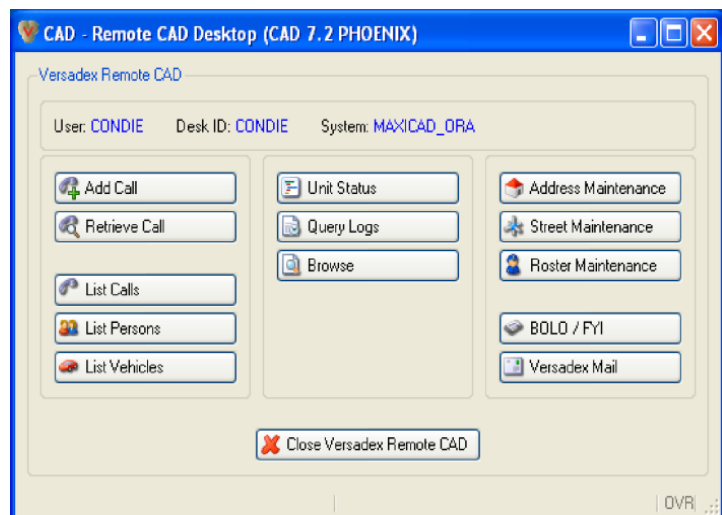 CAD - Remote CAD Desktop (CAD 7.2 PHOENIX)
Versadex Remote CAD
User: CONDIE Desk ID: CONDIE System: MAXICAD_ORA
Add Call
Retrieve Call
List Calls
List Persons
List Vehicles
Unit Status
Query Logs
Browse
Address Maintenance
Street Maintenance
Roster Maintenance
BOLO / FYI
Versadex Mail
Close Versadex Remote CAD
OVR